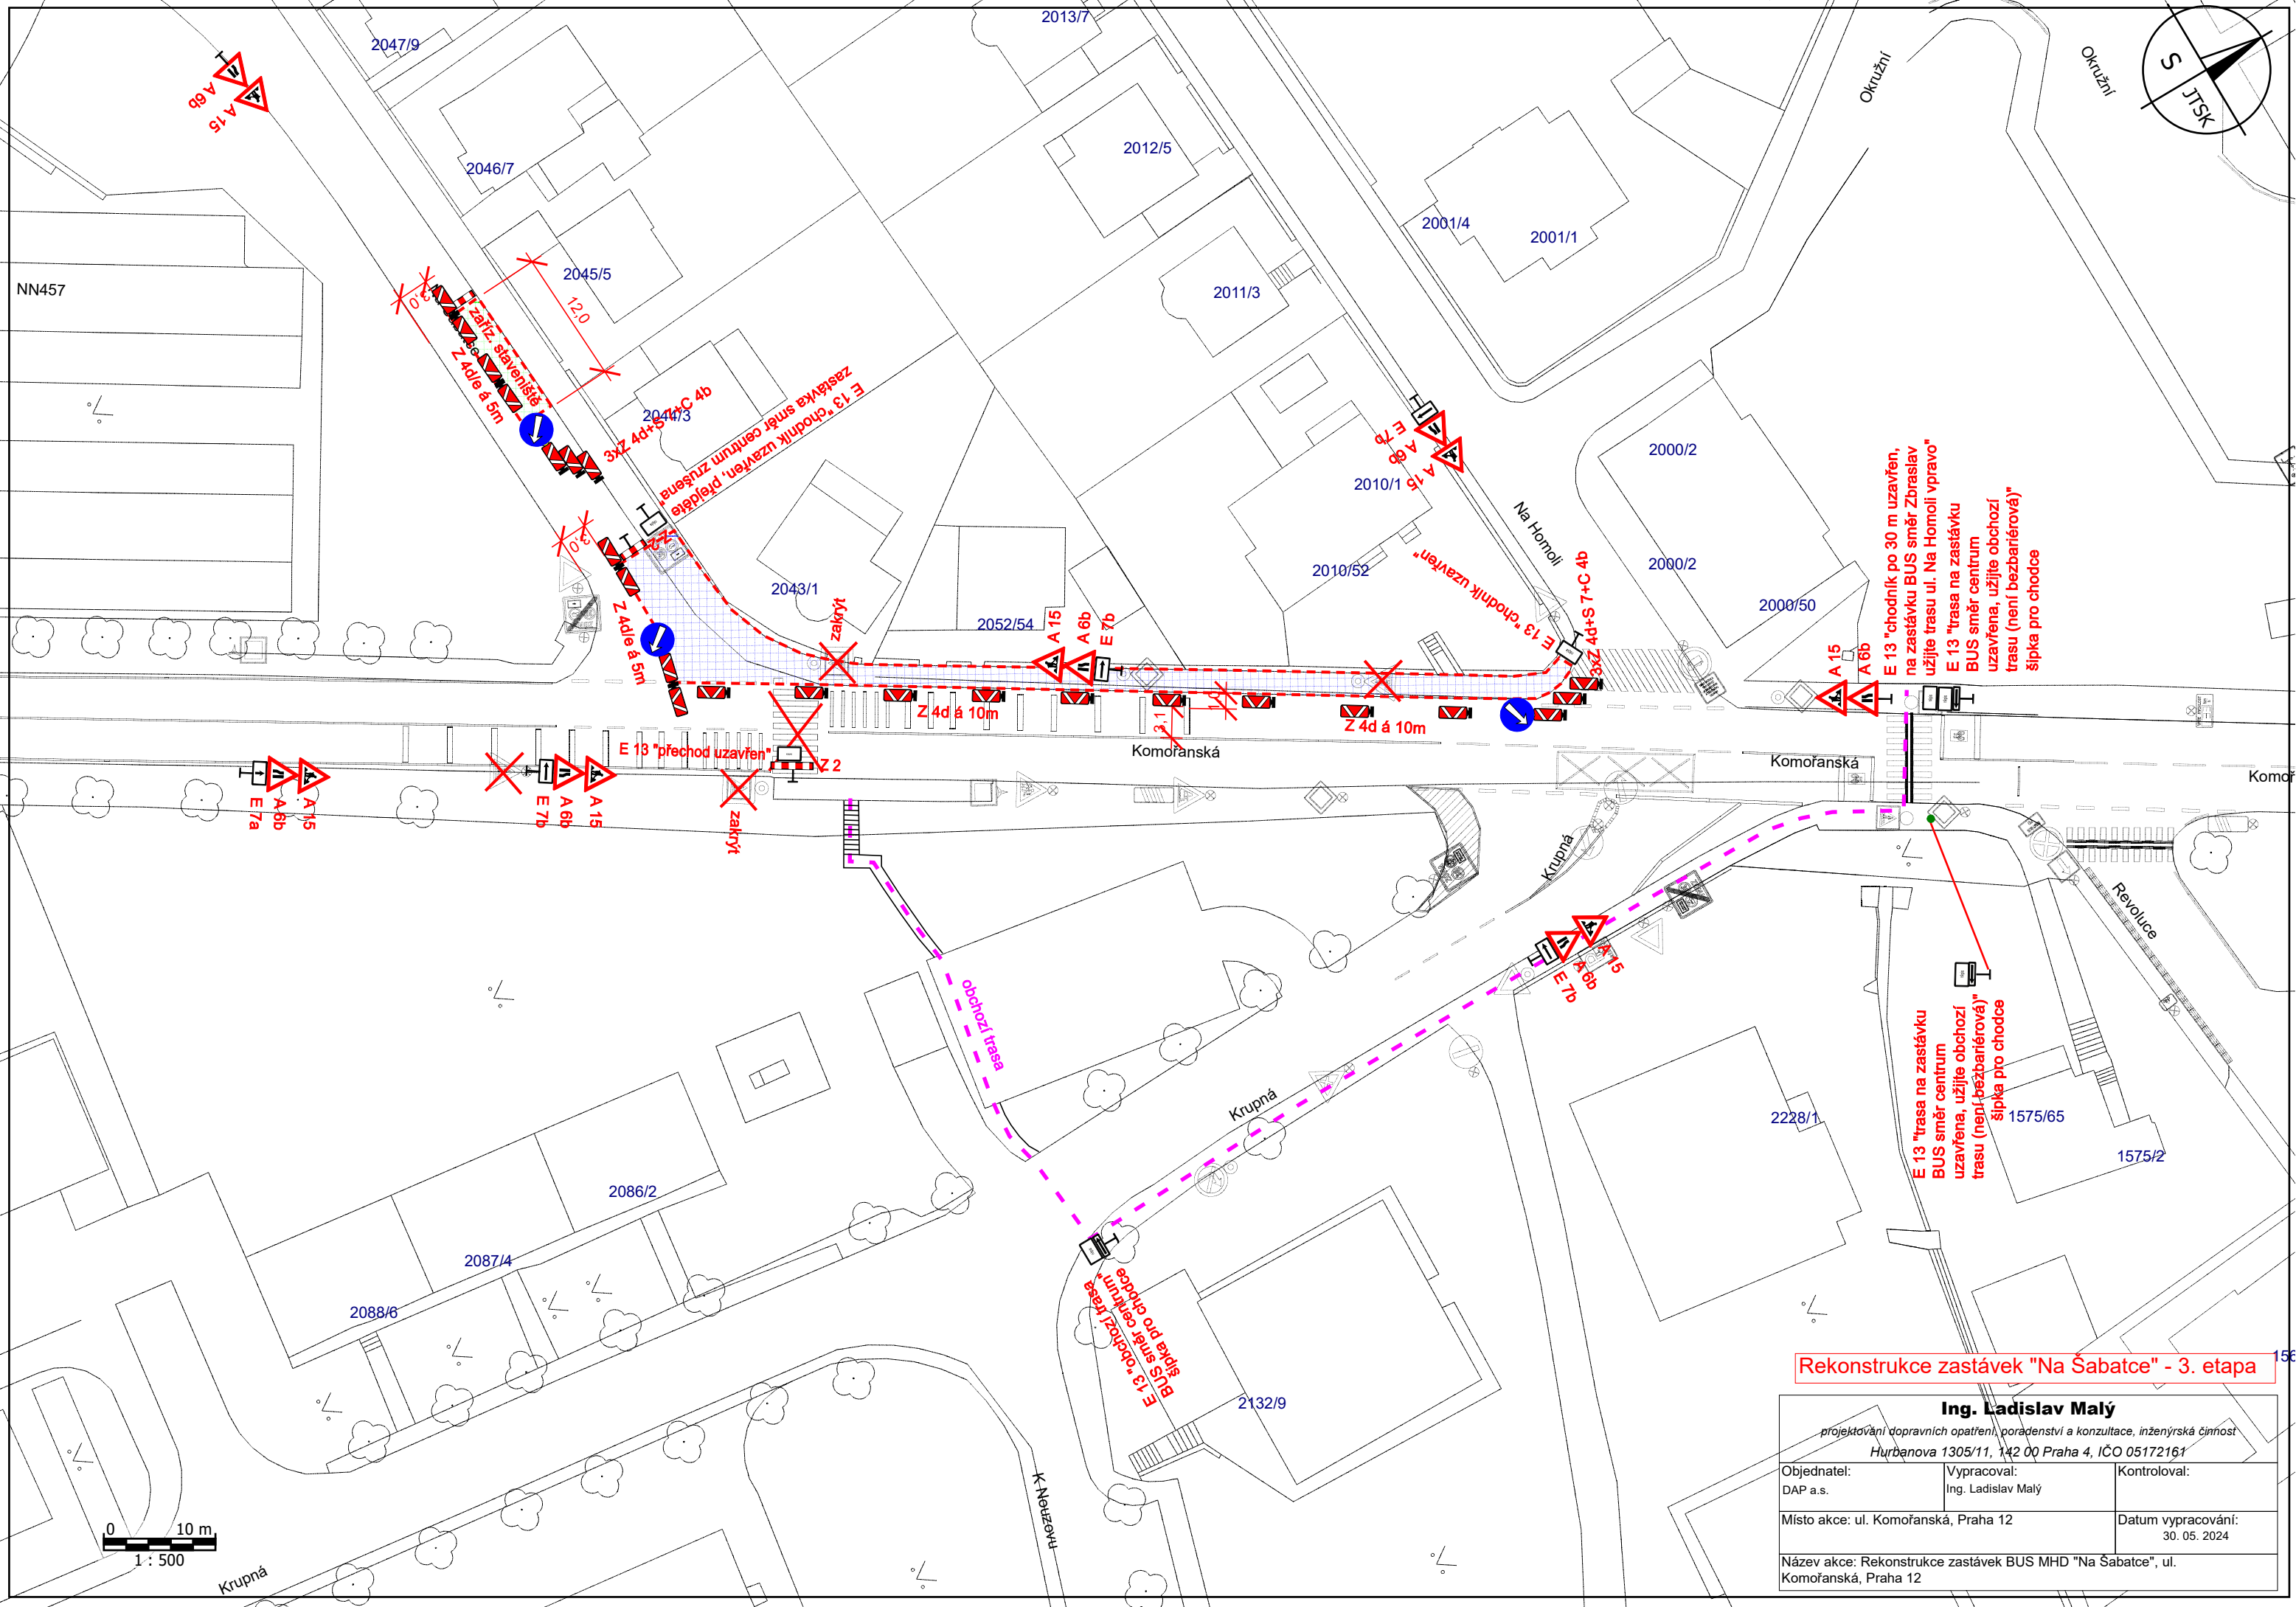 2047/9
2013/7
Okružní
Okružní
S
JTSK
A 6b
A 15
2046/7
2012/5
2001/4
2001/1
NN457
2045/5
2011/3
3,0
12,0
zaříz. staveniště
Z 4d/e á 5m
2044/3
3xZ 4d+S 7+C 4b
E 13 "chodník uzavřen, přejděte
zastávka směr centrum zrušena"
E 7b
A 6b
A 15
2010/1
Na Homoli
2000/2
2000/2
2000/50
3,0
Z 2
2043/1
Z 4d/e á 5m
zakrýt
2052/54
A 15
A 6b
E 7b
2010/52
E 13 "chodník uzavřen"
3xZ 4d+S 7+C 4b
A 15
A 6b
E 13 "chodník po 30 m uzavřen,
na zastávku BUS směr Zbraslav
užijte trasu ul. Na Homoli vpravo"
E 13 "trasa na zastávku
BUS směr centrum
uzavřena, užijte obchozí
trasu (není bezbariérová)"
šipka pro chodce
Z 4d á 10m
3,1
Z 4d á 10m
E 13 "přechod uzavřen"
Z 2
Komořanská
Komořanská
Komoř
E 7a
A 6b
A 15
E 7b
A 6b
A 15
zakrýt
Krupná
Revoluce
E 7b
A 6b
A 15
obchozí trasa
Krupná
E 13 "trasa na zastávku
BUS směr centrum
uzavřena, užijte obchozí
trasu (není bezbariérová)"
šipka pro chodce
2228/1
1575/65
1575/2
2086/2
2087/4
2088/6
E 13 "obchozí trasa
BUS směr centrum"
šipka pro chodce
2132/9
K Nouzovu
Krupná
0 10 m
1 : 500
156
Rekonstrukce zastávek "Na Šabatce" - 3. etapa
Ing. Ladislav Malý
projektování dopravních opatření, poradenství a konzultace, inženýrská činnost
Hurbanova 1305/11, 142 00 Praha 4, IČO 05172161
Objednatel:
DAP a.s.
Vypracoval:
Ing. Ladislav Malý
Kontroloval:
Místo akce: ul. Komořanská, Praha 12
Datum vypracování:
30. 05. 2024
Název akce: Rekonstrukce zastávek BUS MHD "Na Šabatce", ul.
Komořanská, Praha 12